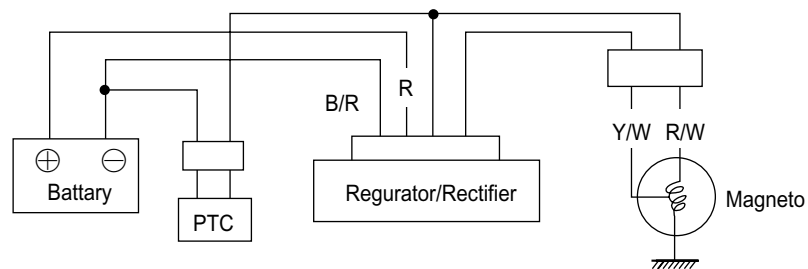 B/R
R
Y/W R/W
⊕ ⊖
Battary
PTC
Regurator/Rectifier
Magneto